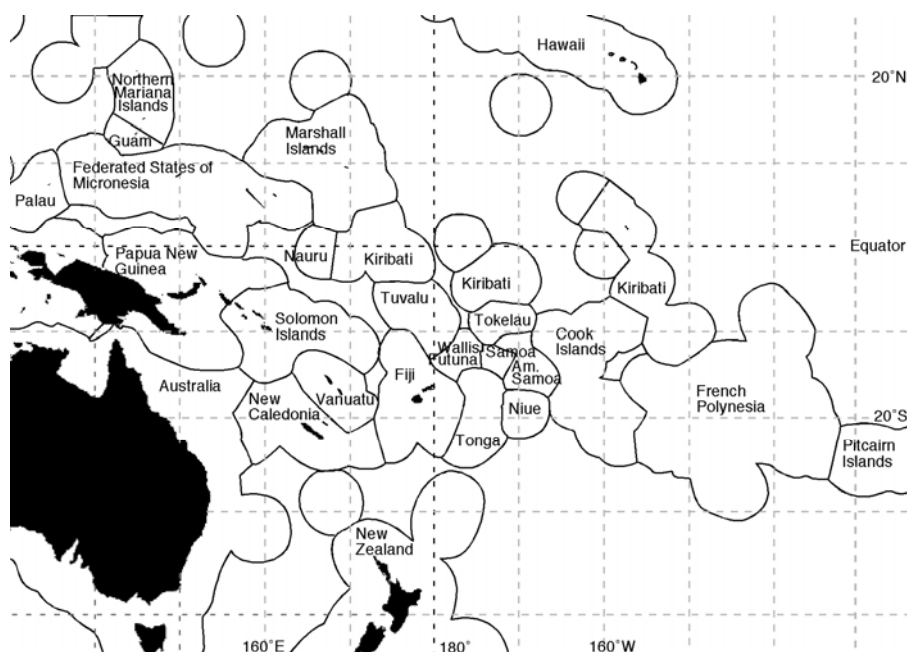 Hawaii
20°N
Northern
Mariana
Islands
Guam
Marshall
Islands
Federated States of
Micronesia
Palau
Equator
Papua New
Guinea
Nauru
Kiribati
Kiribati
Kiribati
Tuvalu
Tokelau
Solomon
Islands
Cook
Islands
Wallis
Futuna
Samoa
Am.
Samoa
Fiji
Australia
New
Caledonia
Vanuatu
Niue
French
Polynesia
20°S
Tonga
Pitcairn
Islands
New
Zealand
160°E
180°
160°W